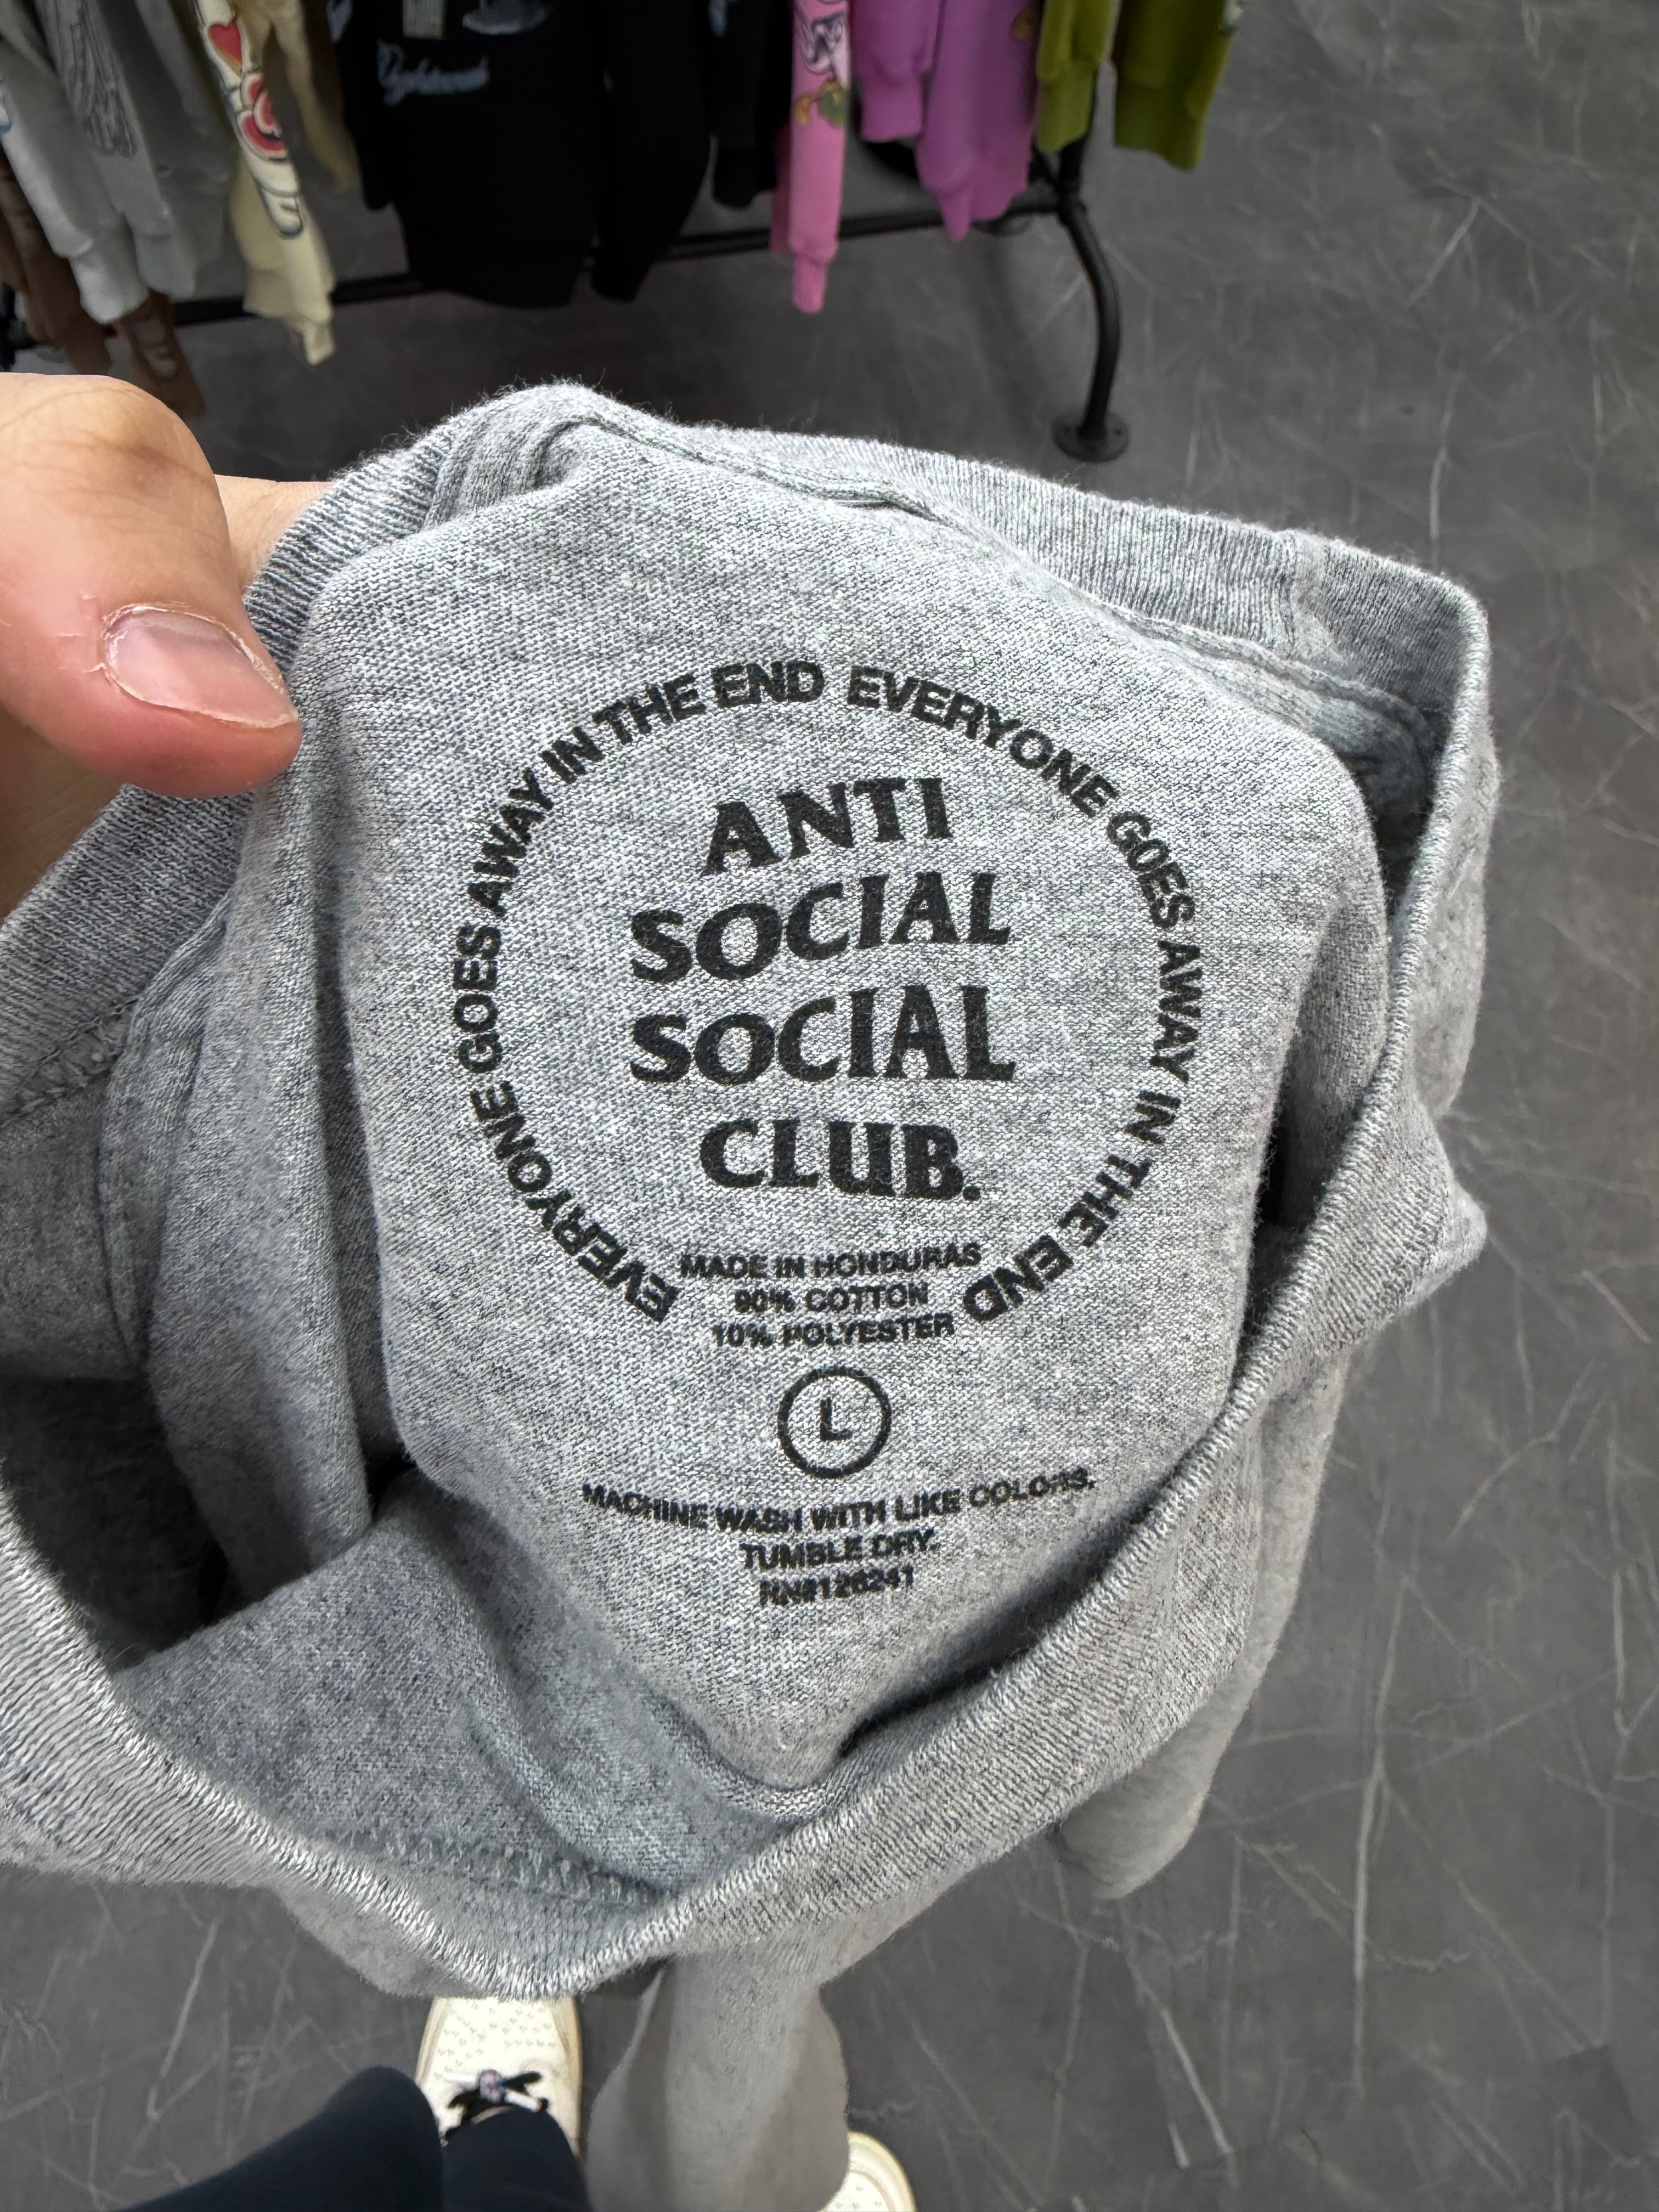 EVERYONE GOES AWAY IN THE END EVERYONE GOES AWAY IN THE END
ANTI
SOCIAL
SOCIAL
CLUB.
MADE IN HONDURAS
90% COTTON
10% POLYESTER
L
MACHINE WASH WITH LIKE COLORS.
TUMBLE DRY.
RN#126241